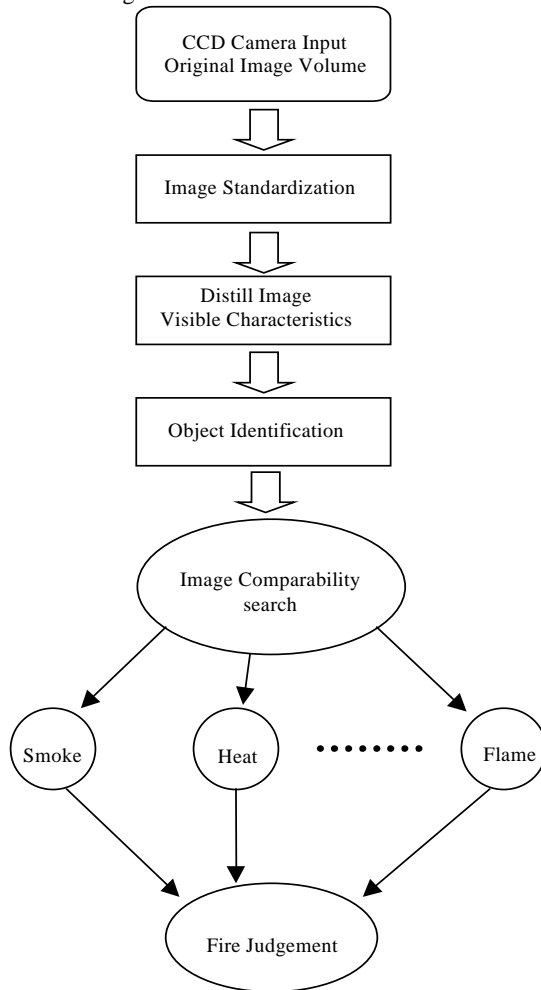 CCD Camera Input
Original Image Volume
Image Standardization
Distill Image
Visible Characteristics
Object Identification
Image Comparability
search
Smoke
Heat
Flame
Fire Judgement